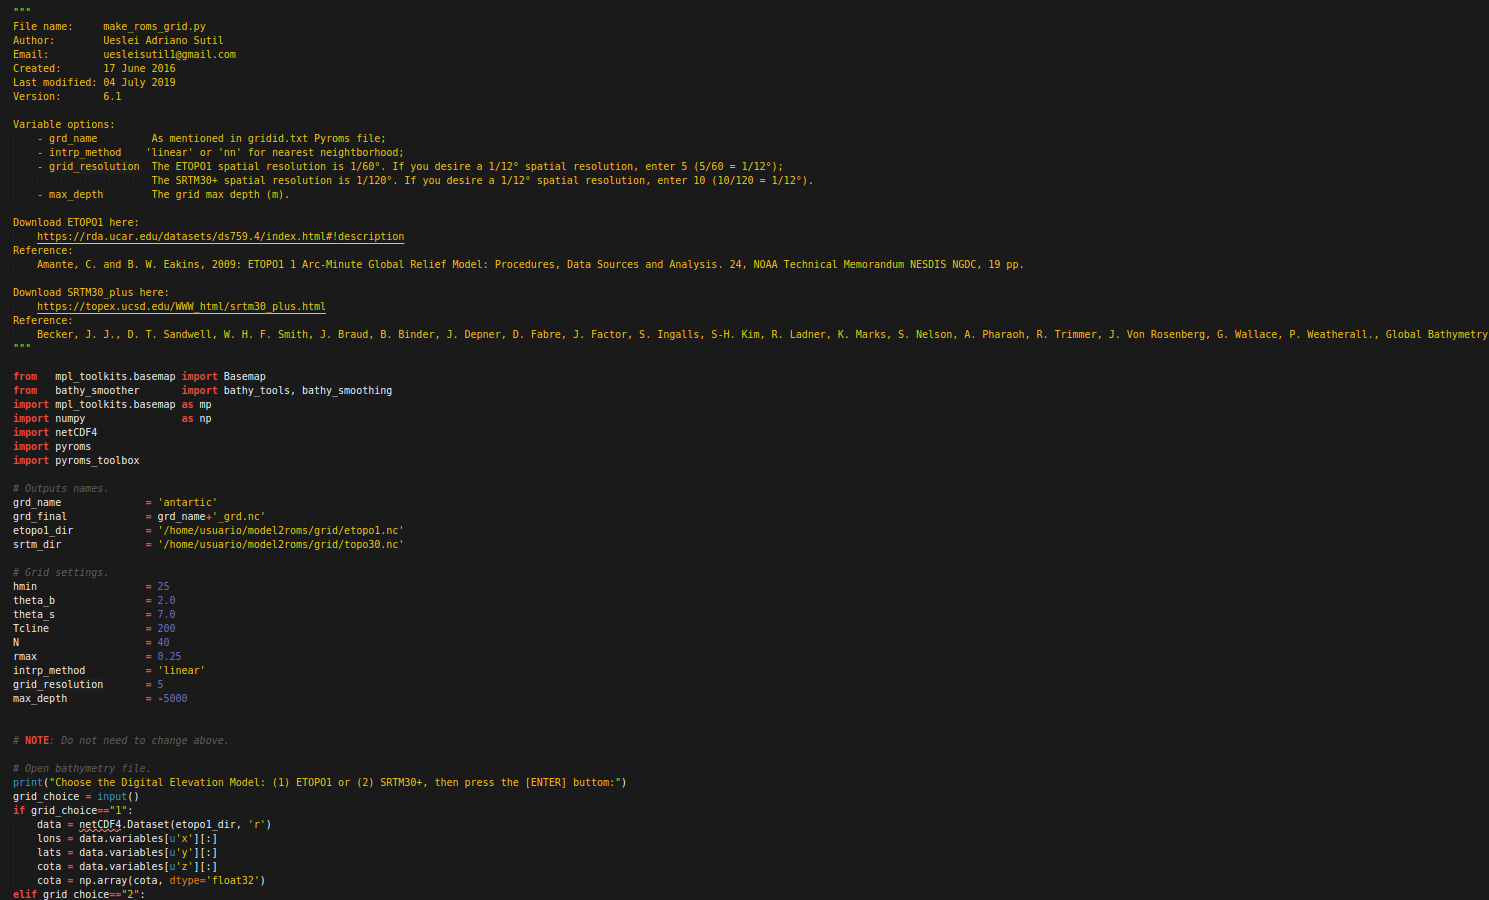 """
File name:     make_roms_grid.py
Author:        Ueslei Adriano Sutil
Email:         uesleisutil1@gmail.com
Created:       17 June 2016
Last modified: 04 July 2019
Version:       6.1
Variable options:
    - grd_name         As mentioned in gridid.txt Pyroms file;
    - intrp_method    'linear' or 'nn' for nearest neightborhood;
    - grid_resolution  The ETOPO1 spatial resolution is 1/60°. If you desire a 1/12° spatial resolution, enter 5 (5/60 = 1/12°);
                       The SRTM30+ spatial resolution is 1/120°. If you desire a 1/12° spatial resolution, enter 10 (10/120 = 1/12°).
    - max_depth        The grid max depth (m).
Download ETOPO1 here:
    https://rda.ucar.edu/datasets/ds759.4/index.html#!description
Reference:
    Amante, C. and B. W. Eakins, 2009: ETOPO1 1 Arc-Minute Global Relief Model: Procedures, Data Sources and Analysis. 24, NOAA Technical Memorandum NESDIS NGDC, 19 pp.
Download SRTM30_plus here:
    https://topex.ucsd.edu/WWW_html/srtm30_plus.html
Reference:
    Becker, J. J., D. T. Sandwell, W. H. F. Smith, J. Braud, B. Binder, J. Depner, D. Fabre, J. Factor, S. Ingalls, S-H. Kim, R. Ladner, K. Marks, S. Nelson, A. Pharaoh, R. Trimmer, J. Von Rosenberg, G. Wallace, P. Weatherall., Global Bathymetry
"""
from   mpl_toolkits.basemap import Basemap
from   bathy_smoother       import bathy_tools, bathy_smoothing
import mpl_toolkits.basemap as mp
import numpy                as np
import netCDF4
import pyroms
import pyroms_toolbox
# Outputs names.
grd_name              = 'antartic'
grd_final             = grd_name+'_grd.nc'
etopo1_dir            = '/home/usuario/model2roms/grid/etopo1.nc'
srtm_dir              = '/home/usuario/model2roms/grid/topo30.nc'
# Grid settings.
hmin                  = 25
theta_b               = 2.0
theta_s               = 7.0
Tcline                = 200
N                     = 40
rmax                  = 0.25
intrp_method          = 'linear'
grid_resolution       = 5
max_depth             = -5000
# NOTE: Do not need to change above.
# Open bathymetry file.
print("Choose the Digital Elevation Model: (1) ETOPO1 or (2) SRTM30+, then press the [ENTER] buttom:")
grid_choice = input()
if grid_choice=="1":
    data = netCDF4.Dataset(etopo1_dir, 'r')
    lons = data.variables[u'x'][:]
    lats = data.variables[u'y'][:]
    cota = data.variables[u'z'][:]
    cota = np.array(cota, dtype='float32')
elif grid_choice=="2":